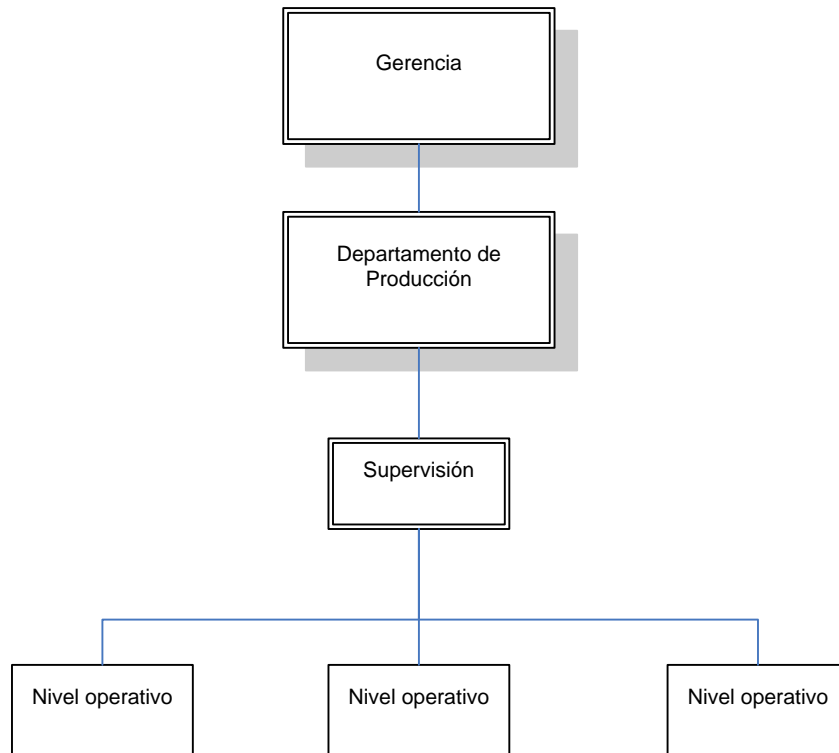 Gerencia
Departamento de
Producción
Supervisión
Nivel operativo
Nivel operativo
Nivel operativo